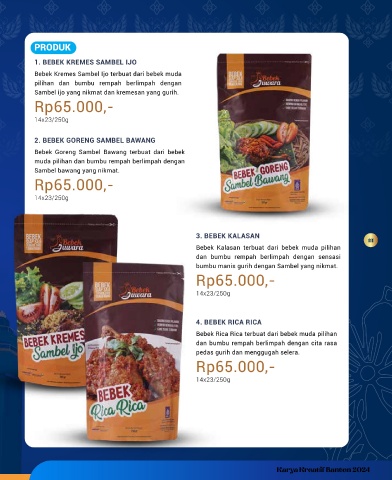 PRODUK
1. BEBEK KREMES SAMBEL IJO
Bebek Kremes Sambel Ijo terbuat dari bebek muda
pilihan dan bumbu rempah berlimpah dengan
Sambel ijo yang nikmat dan kremesan yang gurih.
Rp65.000,-
14x23/250g
2. BEBEK GORENG SAMBEL BAWANG
Bebek Goreng Sambel Bawang terbuat dari bebek
muda pilihan dan bumbu rempah berlimpah dengan
Sambel bawang yang nikmat.
Rp65.000,-
14x23/250g
Bebek
Juwara
BEBEK GORENG
Sambel Bawang
3. BEBEK KALASAN
Bebek Kalasan terbuat dari bebek muda pilihan
dan bumbu rempah berlimpah dengan sensasi
bumbu manis gurih dengan Sambel yang nikmat.
Rp65.000,-
14x23/250g
4. BEBEK RICA RICA
Bebek Rica Rica terbuat dari bebek muda pilihan
dan bumbu rempah berlimpah dengan cita rasa
pedas gurih dan menggugah selera.
Rp65.000,-
14x23/250g
Bebek
Juwara
BEBEK KREMES
Sambel Ijo
Bebek
Juwara
BEBEK
Rica Rica
Karya Kreatif Banten 2024